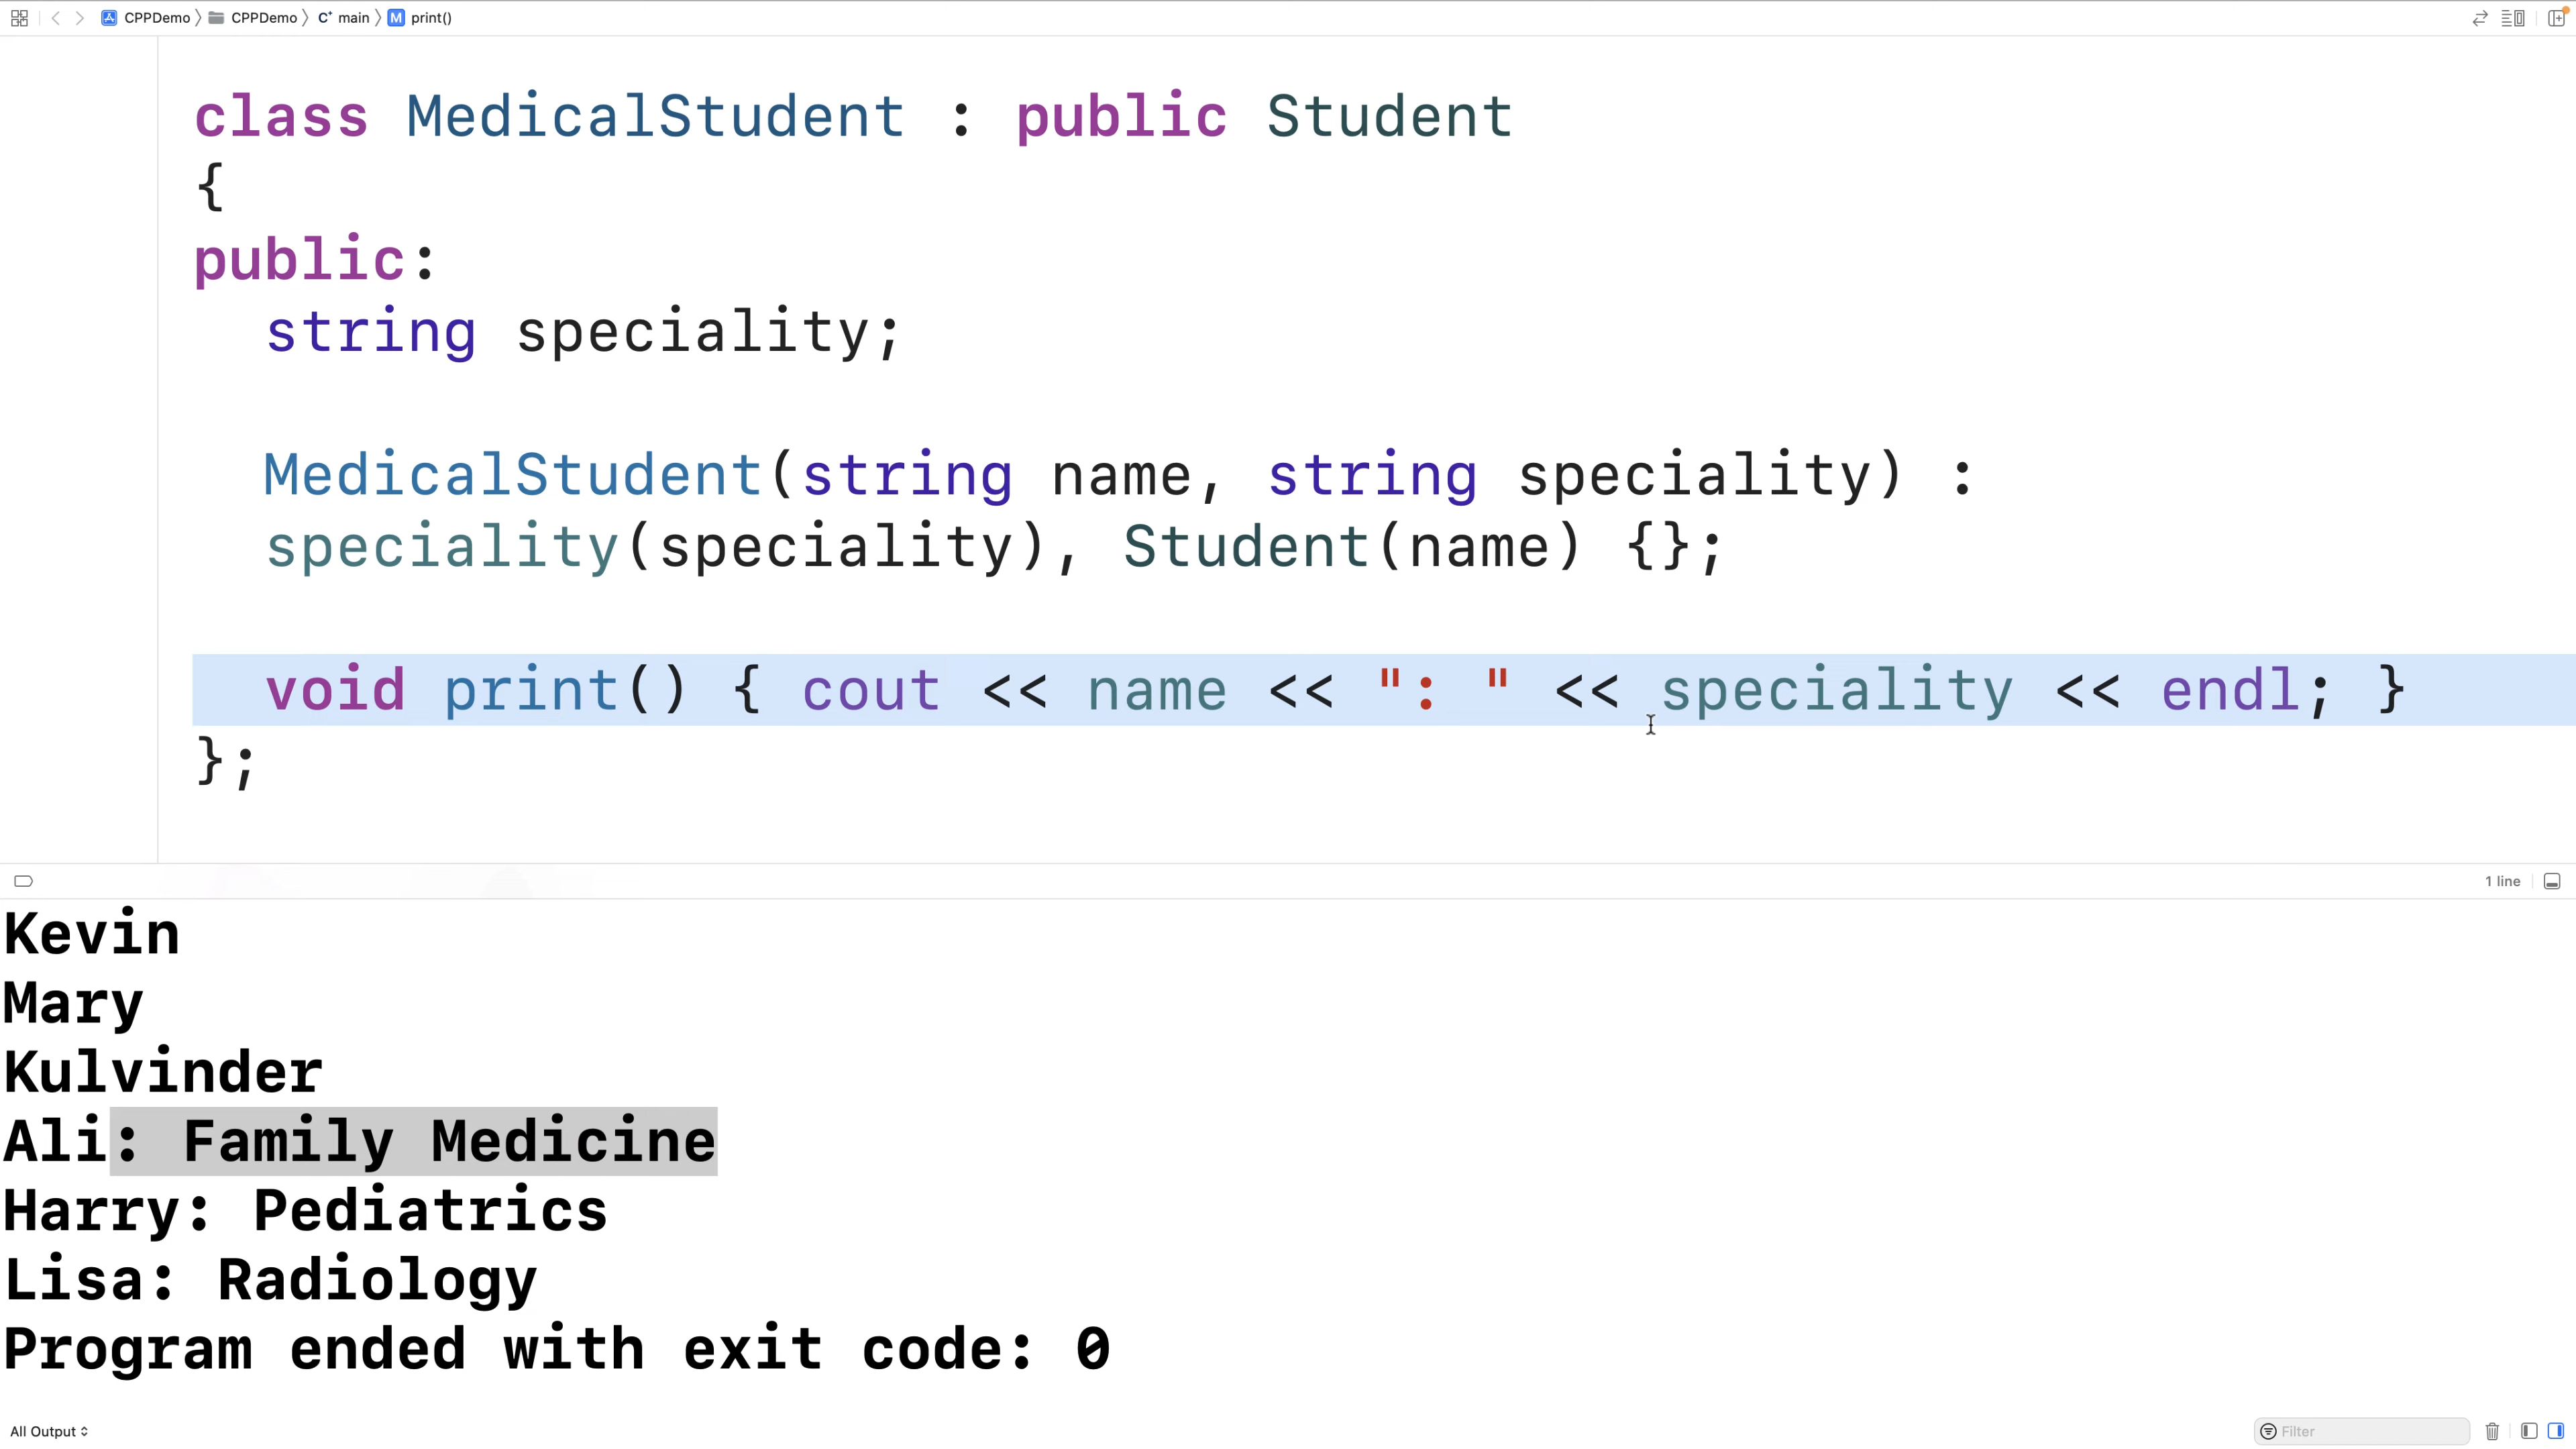 CPPDemo 〉 CPPDemo 〉 C+ main 〉 M print()
class MedicalStudent : public Student
{
public:
  string speciality;
  MedicalStudent(string name, string speciality) :
  speciality(speciality), Student(name) {};
  void print() { cout << name << ": " << speciality << endl; }
};
1 line
Kevin
Mary
Kulvinder
Ali: Family Medicine
Harry: Pediatrics
Lisa: Radiology
Program ended with exit code: 0
All Output
Filter